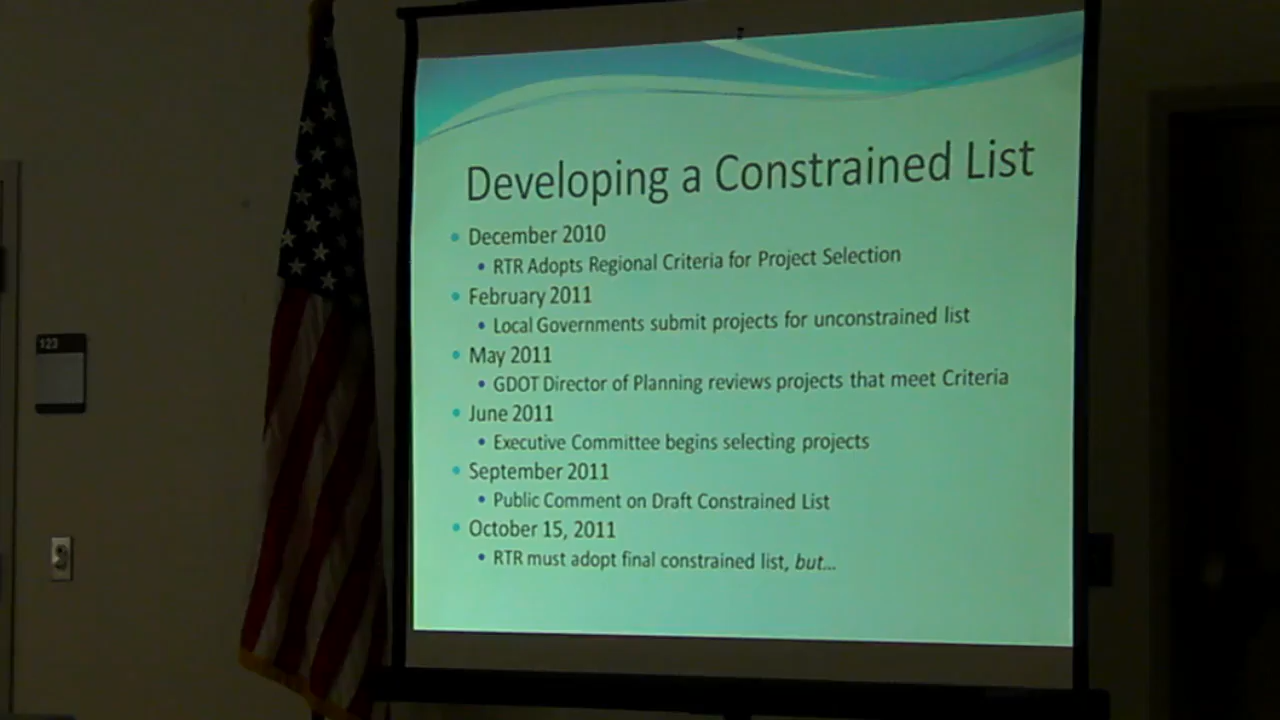 Developing a Constrained List
• December 2010
• RTR Adopts Regional Criteria for Project Selection
• February 2011
• Local Governments submit projects for unconstrained list
• May 2011
• GDOT Director of Planning reviews projects that meet Criteria
• June 2011
• Executive Committee begins selecting projects
• September 2011
• Public Comment on Draft Constrained List
• October 15, 2011
• RTR must adopt final constrained list, but...
123